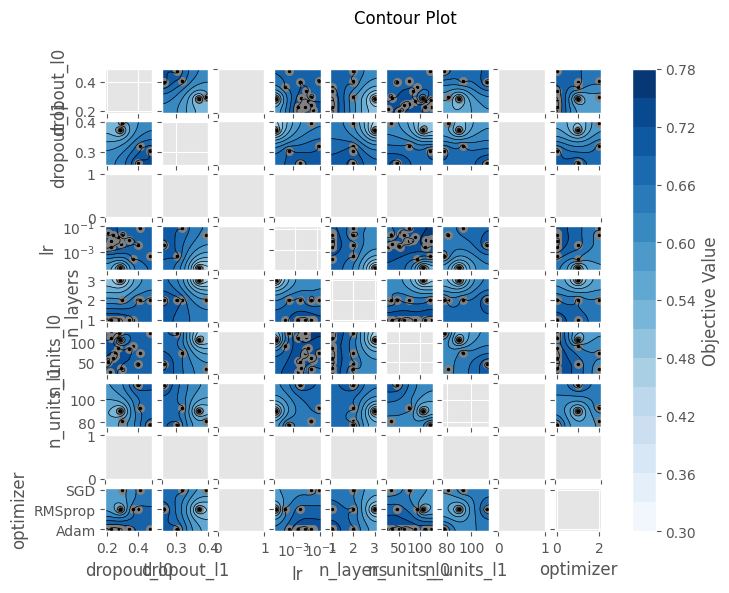 Contour Plot
dropout_l0
0.4
0.2
0.78
0.72
0.66
0.60
0.54
0.48
0.42
0.36
0.30
Objective Value
0.4
0.3
1
0
lr
10⁻¹
10⁻³
n_layers
3
2
1
n_units_l0
100
50
n_units_l1
100
80
1
0
optimizer
SGD
RMSprop
Adam
0.2 0.4 0.3 0.4 0 1 10⁻³ 10⁻¹ 1 2 3 50 100 80 100 0 1 0 2
dropout_l0 dropout_l1 lr n_layers n_units_l0 n_units_l1 optimizer